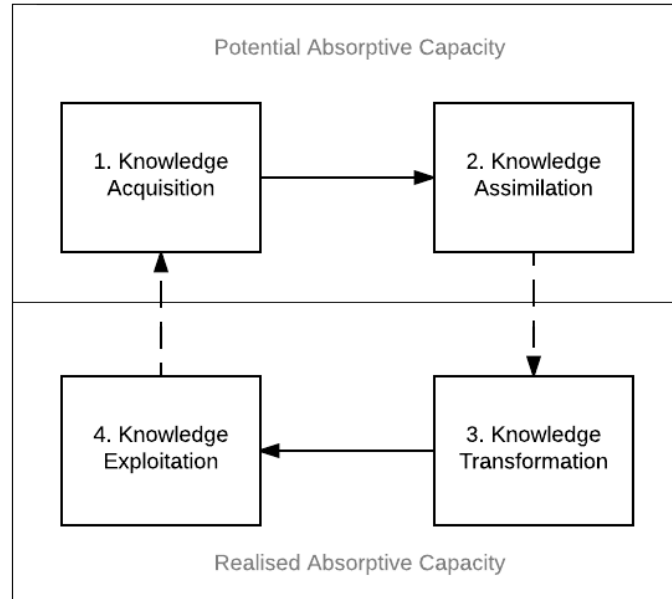 Potential Absorptive Capacity
1. Knowledge
Acquisition
2. Knowledge
Assimilation
4. Knowledge
Exploitation
3. Knowledge
Transformation
Realised Absorptive Capacity